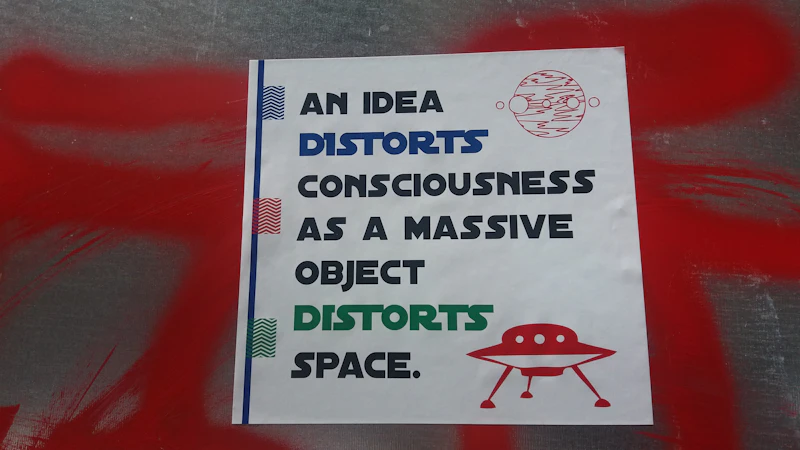 AN IDEA
DISTORTS
CONSCIOUSNESS
AS A MASSIVE
OBJECT
DISTORTS
SPACE.